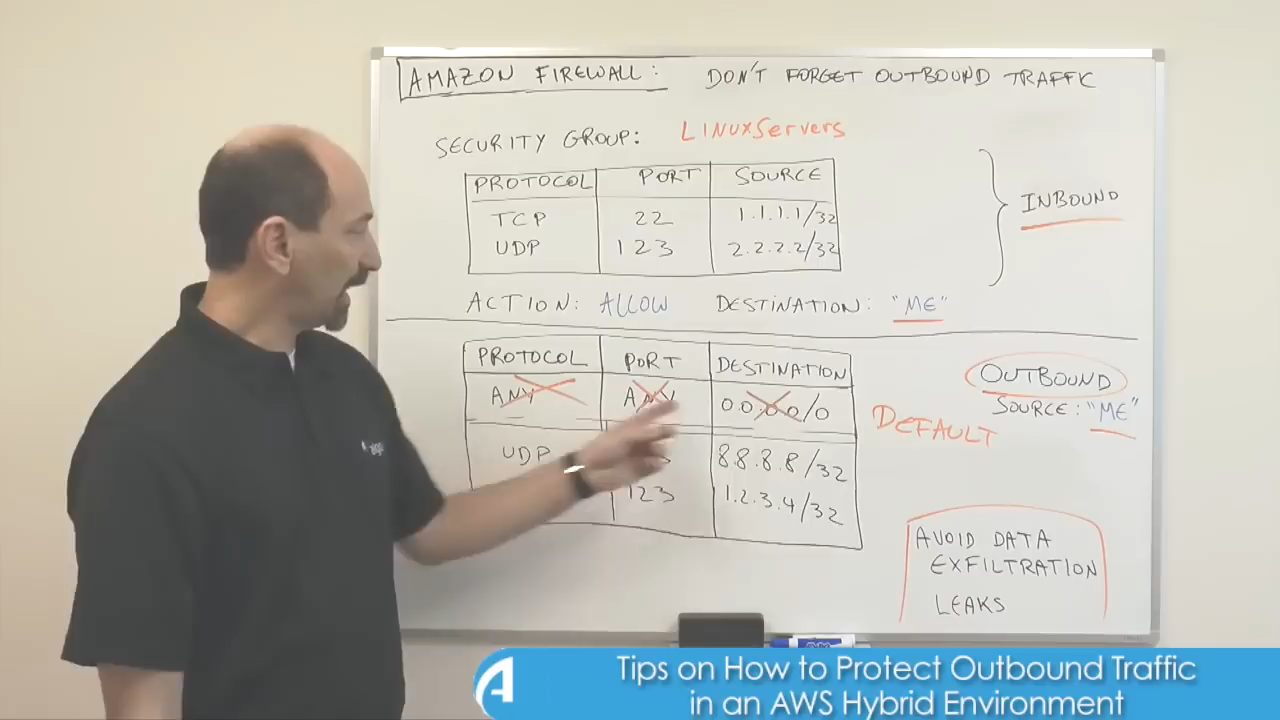 AMAZON FIREWALL: DON'T FORGET OUTBOUND TRAFFIC
SECURITY GROUP: LINUXServers
PROTOCOL PORT SOURCE
TCP 22 1.1.1.1/32
UDP 123 2.2.2.2/32
INBOUND
ACTION: ALLOW DESTINATION: "ME"
PROTOCOL PORT DESTINATION
ANY ANY 0.0.0.0/0
DEFAULT
OUTBOUND
SOURCE: "ME"
UDP 8.8.8.8/32
123 1.2.3.4/32
AVOID DATA
EXFILTRATION
LEAKS
Tips on How to Protect Outbound Traffic
in an AWS Hybrid Environment